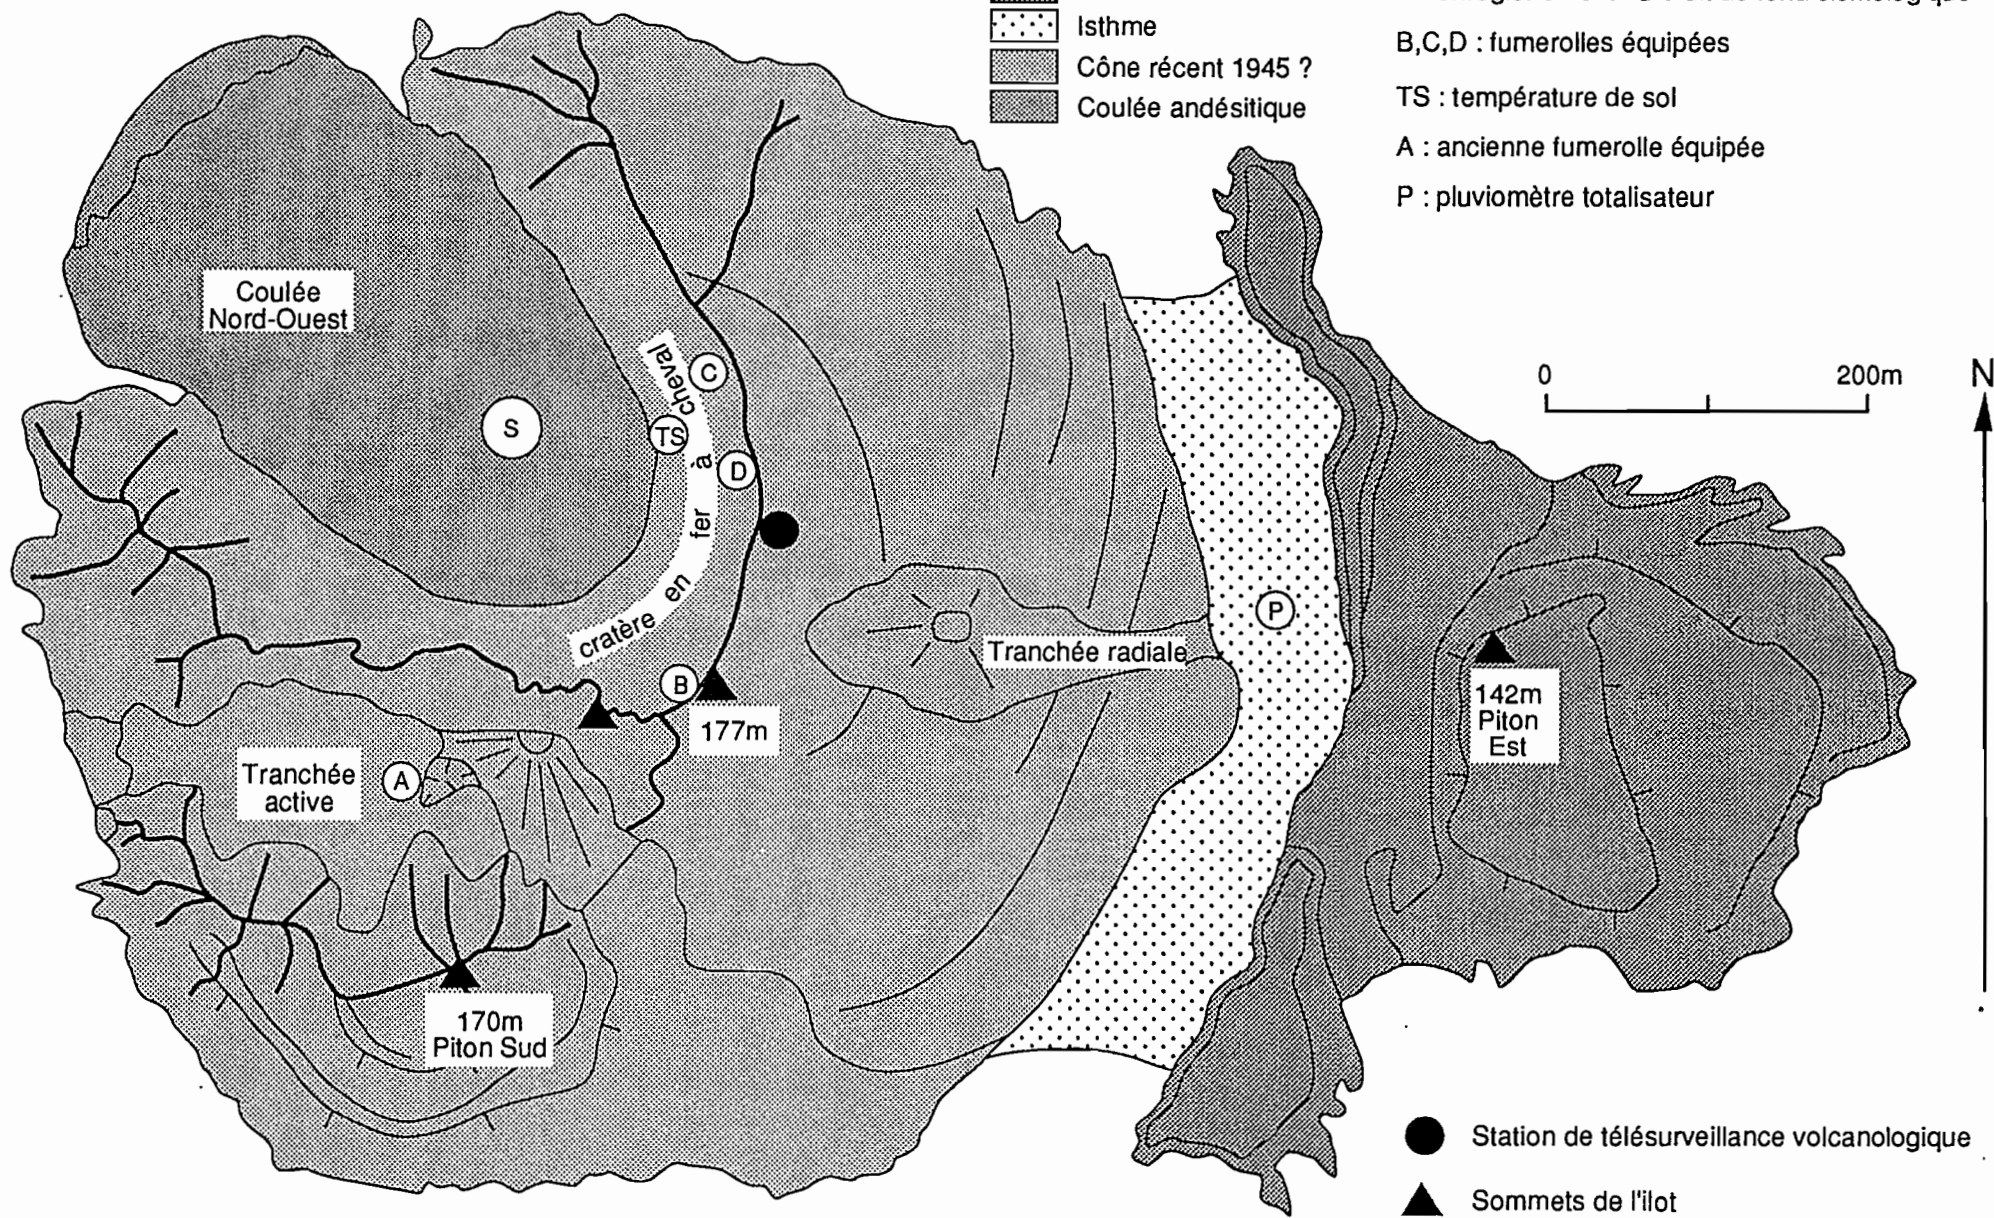 Isthme
Cône récent 1945 ?
Coulée andésitique
B,C,D : fumerolles équipées
TS : température de sol
A : ancienne fumerolle équipée
P : pluviomètre totalisateur
Coulée
Nord-Ouest
0
200m
N
C
S
TS
D
cratère en fer à cheval
P
Tranchée radiale
B
177m
142m
Piton
Est
Tranchée
active
A
170m
Piton Sud
Station de télésurveillance volcanologique
Sommets de l'ilot